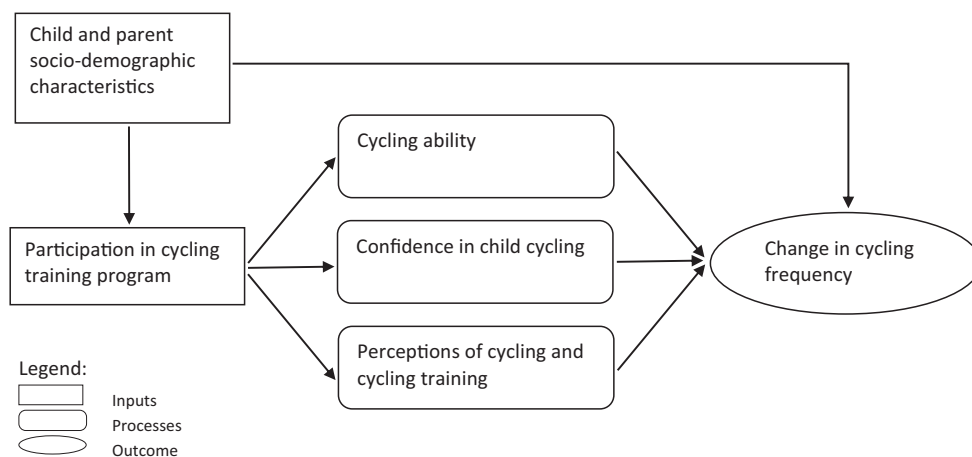 Child and parent
socio-demographic
characteristics
Cycling ability
Participation in cycling
training program
Confidence in child cycling
Change in cycling
frequency
Perceptions of cycling and
cycling training
Legend:
Inputs
Processes
Outcome